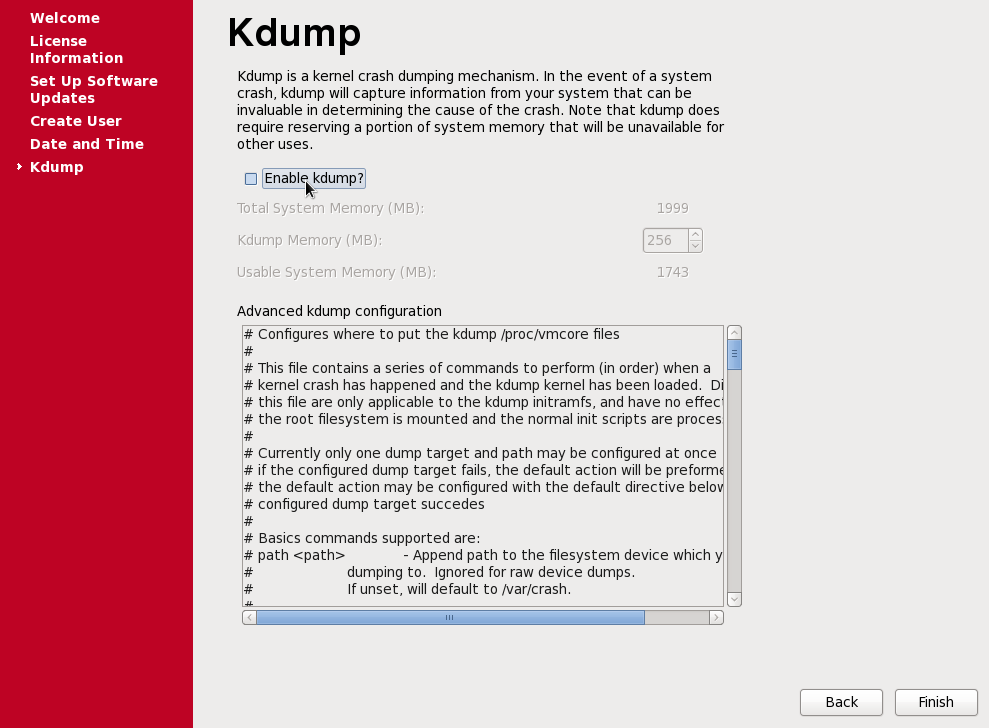 Welcome
License
Information
Set Up Software
Updates
Create User
Date and Time
Kdump
Kdump
Kdump is a kernel crash dumping mechanism. In the event of a system
crash, kdump will capture information from your system that can be
invaluable in determining the cause of the crash. Note that kdump does
require reserving a portion of system memory that will be unavailable for
other uses.
Enable kdump?
Total System Memory (MB): 1999
Kdump Memory (MB): 256
Usable System Memory (MB): 1743
Advanced kdump configuration
# Configures where to put the kdump /proc/vmcore files
#
# This file contains a series of commands to perform (in order) when a
# kernel crash has happened and the kdump kernel has been loaded.  Di
# this file are only applicable to the kdump initramfs, and have no effect
# the root filesystem is mounted and the normal init scripts are proces
#
# Currently only one dump target and path may be configured at once
# if the configured dump target fails, the default action will be preforme
# the default action may be configured with the default directive below
# configured dump target succedes
#
# Basics commands supported are:
# path <path> - Append path to the filesystem device which y
# dumping to.  Ignored for raw device dumps.
# If unset, will default to /var/crash.
#
Back Finish